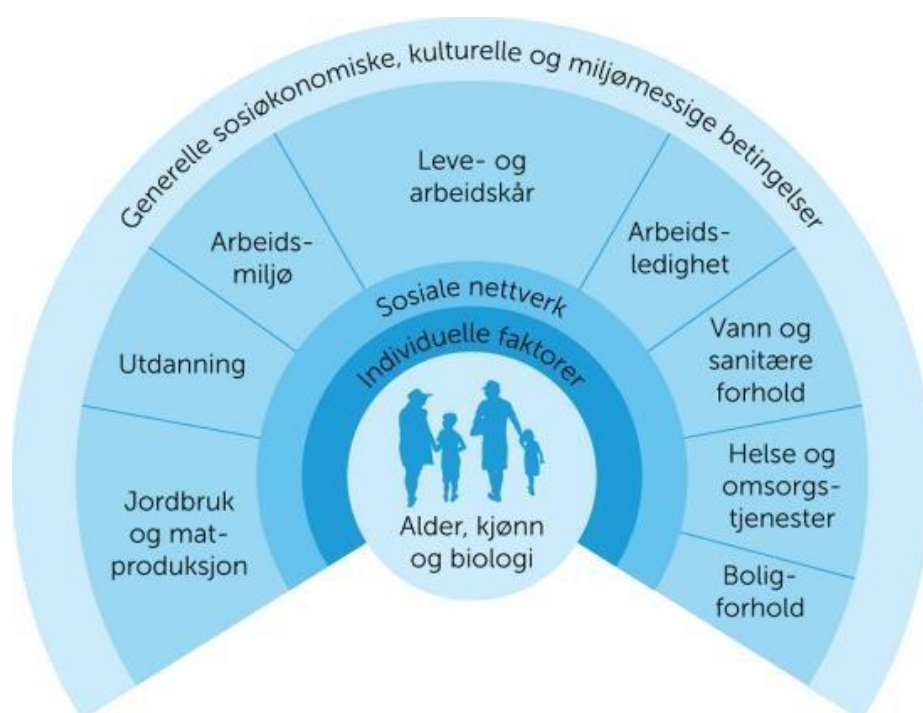 Generelle sosiøkonomiske, kulturelle og miljømessige betingelser
Leve- og
arbeidskår
Arbeids-
miljø
Arbeids-
ledighet
Utdanning
Vann og
sanitære
forhold
Jordbruk
og mat-
produksjon
Helse og
omsorgs-
tjenester
Bolig-
forhold
Sosiale nettverk
Individuelle faktorer
Alder, kjønn
og biologi